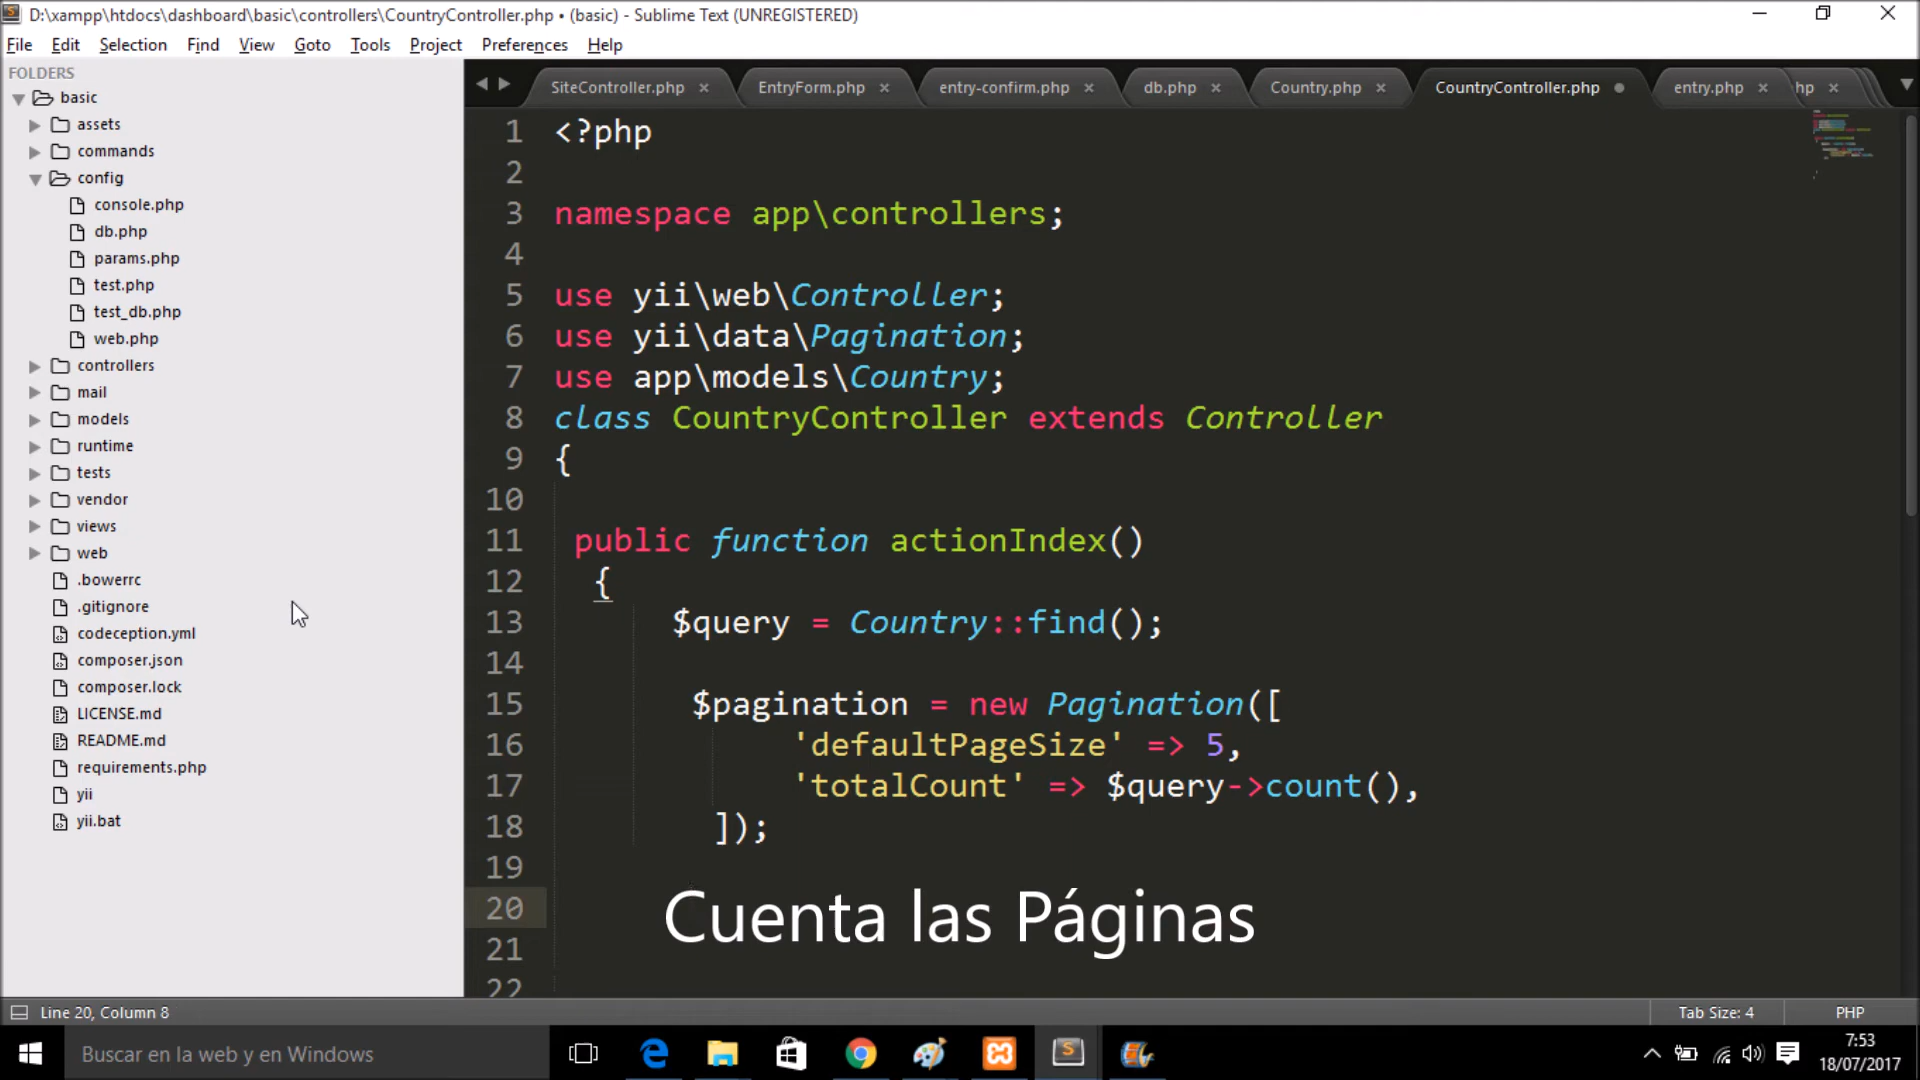 D:\xampp\htdocs\dashboard\basic\controllers\CountryController.php • (basic) - Sublime Text (UNREGISTERED)
File Edit Selection Find View Goto Tools Project Preferences Help
FOLDERS
basic
assets
commands
config
console.php
db.php
params.php
test.php
test_db.php
web.php
controllers
mail
models
runtime
tests
vendor
views
web
.bowerrc
.gitignore
codeception.yml
composer.json
composer.lock
LICENSE.md
README.md
requirements.php
yii
yii.bat
SiteController.php EntryForm.php entry-confirm.php db.php Country.php CountryController.php entry.php hp
1 <?php
2
3 namespace app\controllers;
4
5 use yii\web\Controller;
6 use yii\data\Pagination;
7 use app\models\Country;
8 class CountryController extends Controller
9 {
10
11 public function actionIndex()
12 {
13 $query = Country::find();
14
15 $pagination = new Pagination([
16 'defaultPageSize' => 5,
17 'totalCount' => $query->count(),
18 ]);
19
20
21
22
Cuenta las Páginas
Line 20, Column 8
Tab Size: 4
PHP
Buscar en la web y en Windows
7:53
18/07/2017